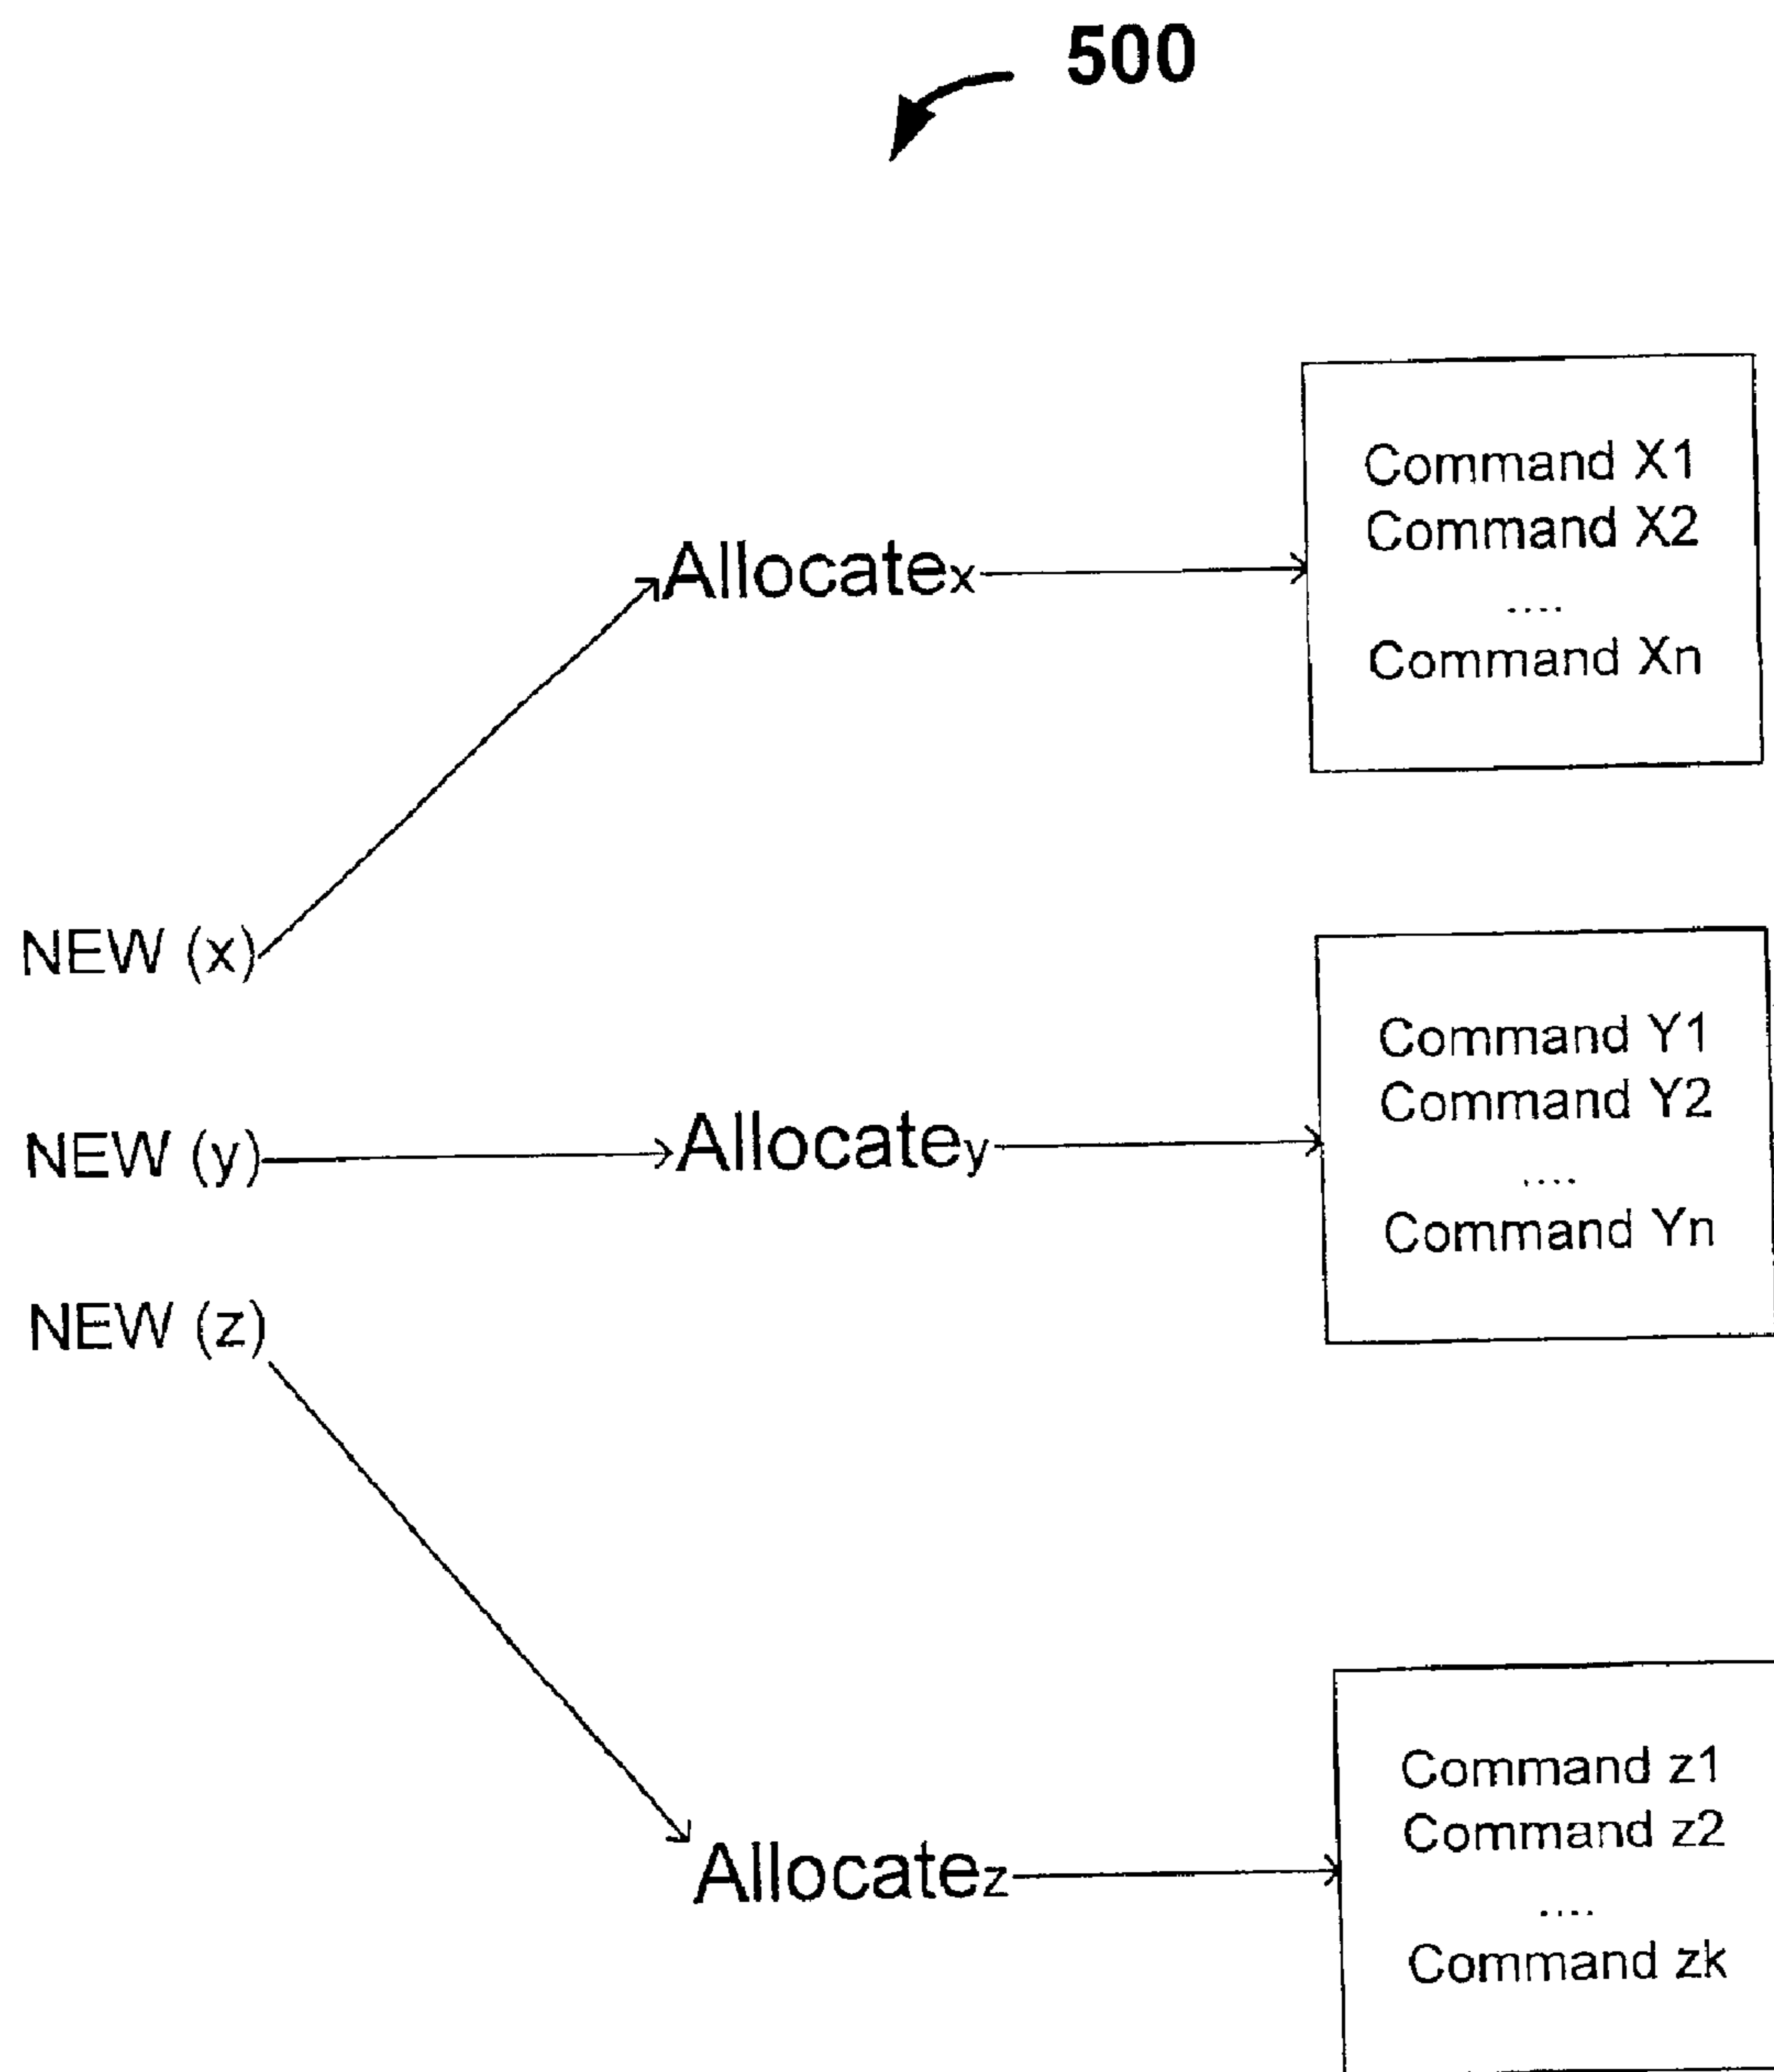 500
Command X1
Command X2
....
Command Xn
Allocatex
NEW (x)
Command Y1
Command Y2
....
Command Yn
NEW (y)
Allocatey
NEW (z)
Command z1
Command z2
....
Command zk
Allocatez